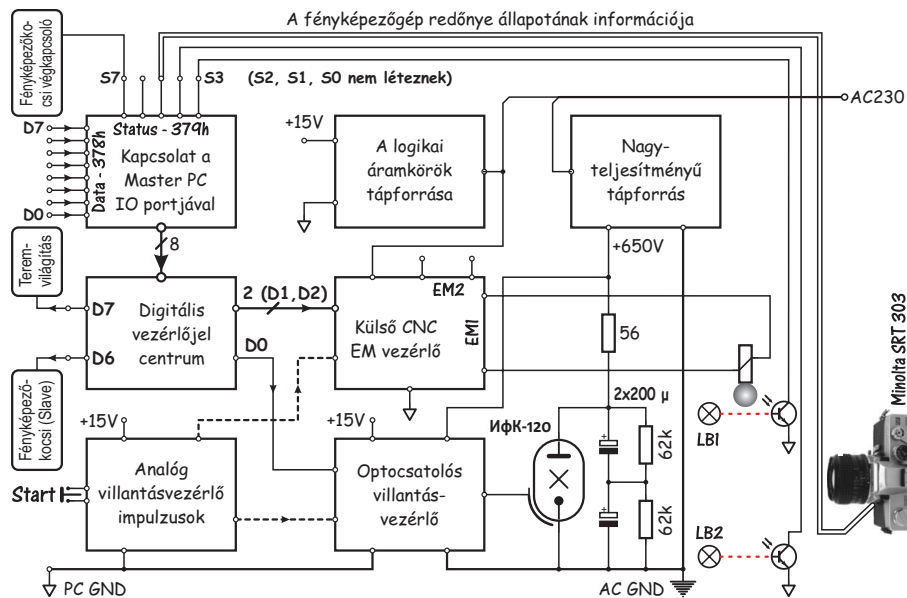 A fényképezőgép redőnye állapotának információja
Fényképezőko-
csi végkapcsoló
S7
S3
(S2, S1, S0 nem léteznek)
AC230
D7
D0
Data - 378h
Status - 379h
Kapcsolat a
Master PC
IO portjával
+15V
A logikai
áramkörök
tápforrása
Nagy-
teljesítményű
tápforrás
+650V
8
Terem-
világítás
D7
D6
Digitális
vezérlőjel
centrum
2 (D1, D2)
D0
EM2
EM1
Külső CNC
EM vezérlő
56
Minolta SRT 303
Fényképező-
kocsi (Slave)
+15V
+15V
ИфК-120
2x200 µ
62k
62k
LB1
Start
Analóg
villantásvezérlő
impulzusok
Optocsatolós
villantás-
vezérlő
+
+
LB2
PC GND
AC GND